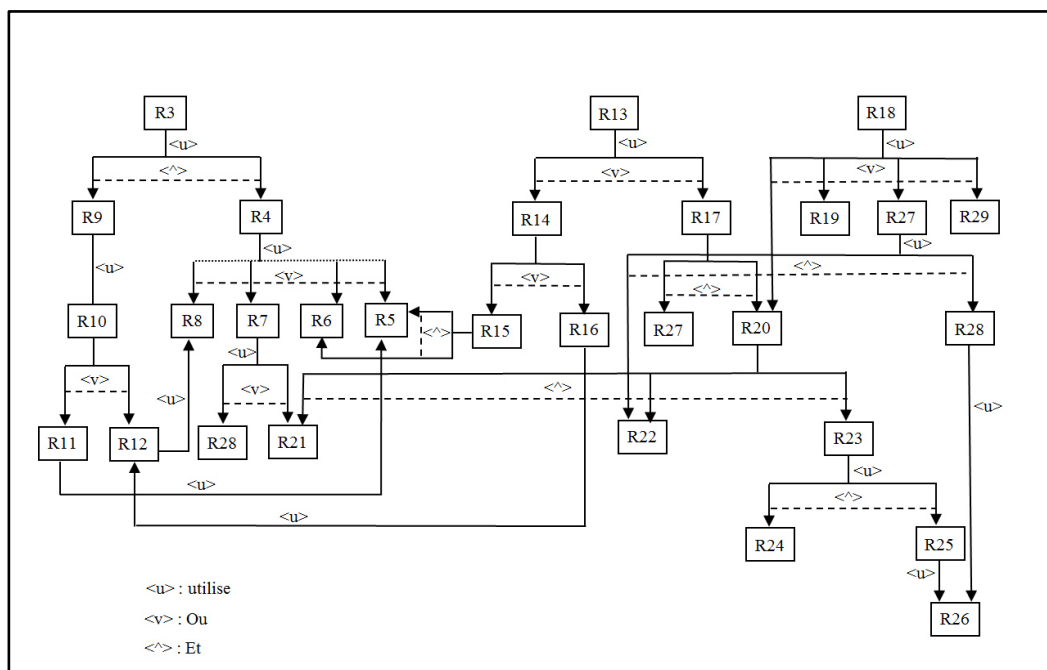 R3 R13 R18
<u> <u> <u>
<^> <v> <v>
R9 R4 R14 R17 R19 R27 R29
<u> <u> <u>
<v> <v> <^> <^>
R10 R8 R7 R6 R5 R15 R16 R27 R20 R28
<^>
<u>
<v> <v> <^>
<u> <u>
R11 R12 R28 R21 R22 R23
<u> <u>
<^>
<u>
R24 R25
<u>
R26
<u> : utilise
<v> : Ou
<^> : Et